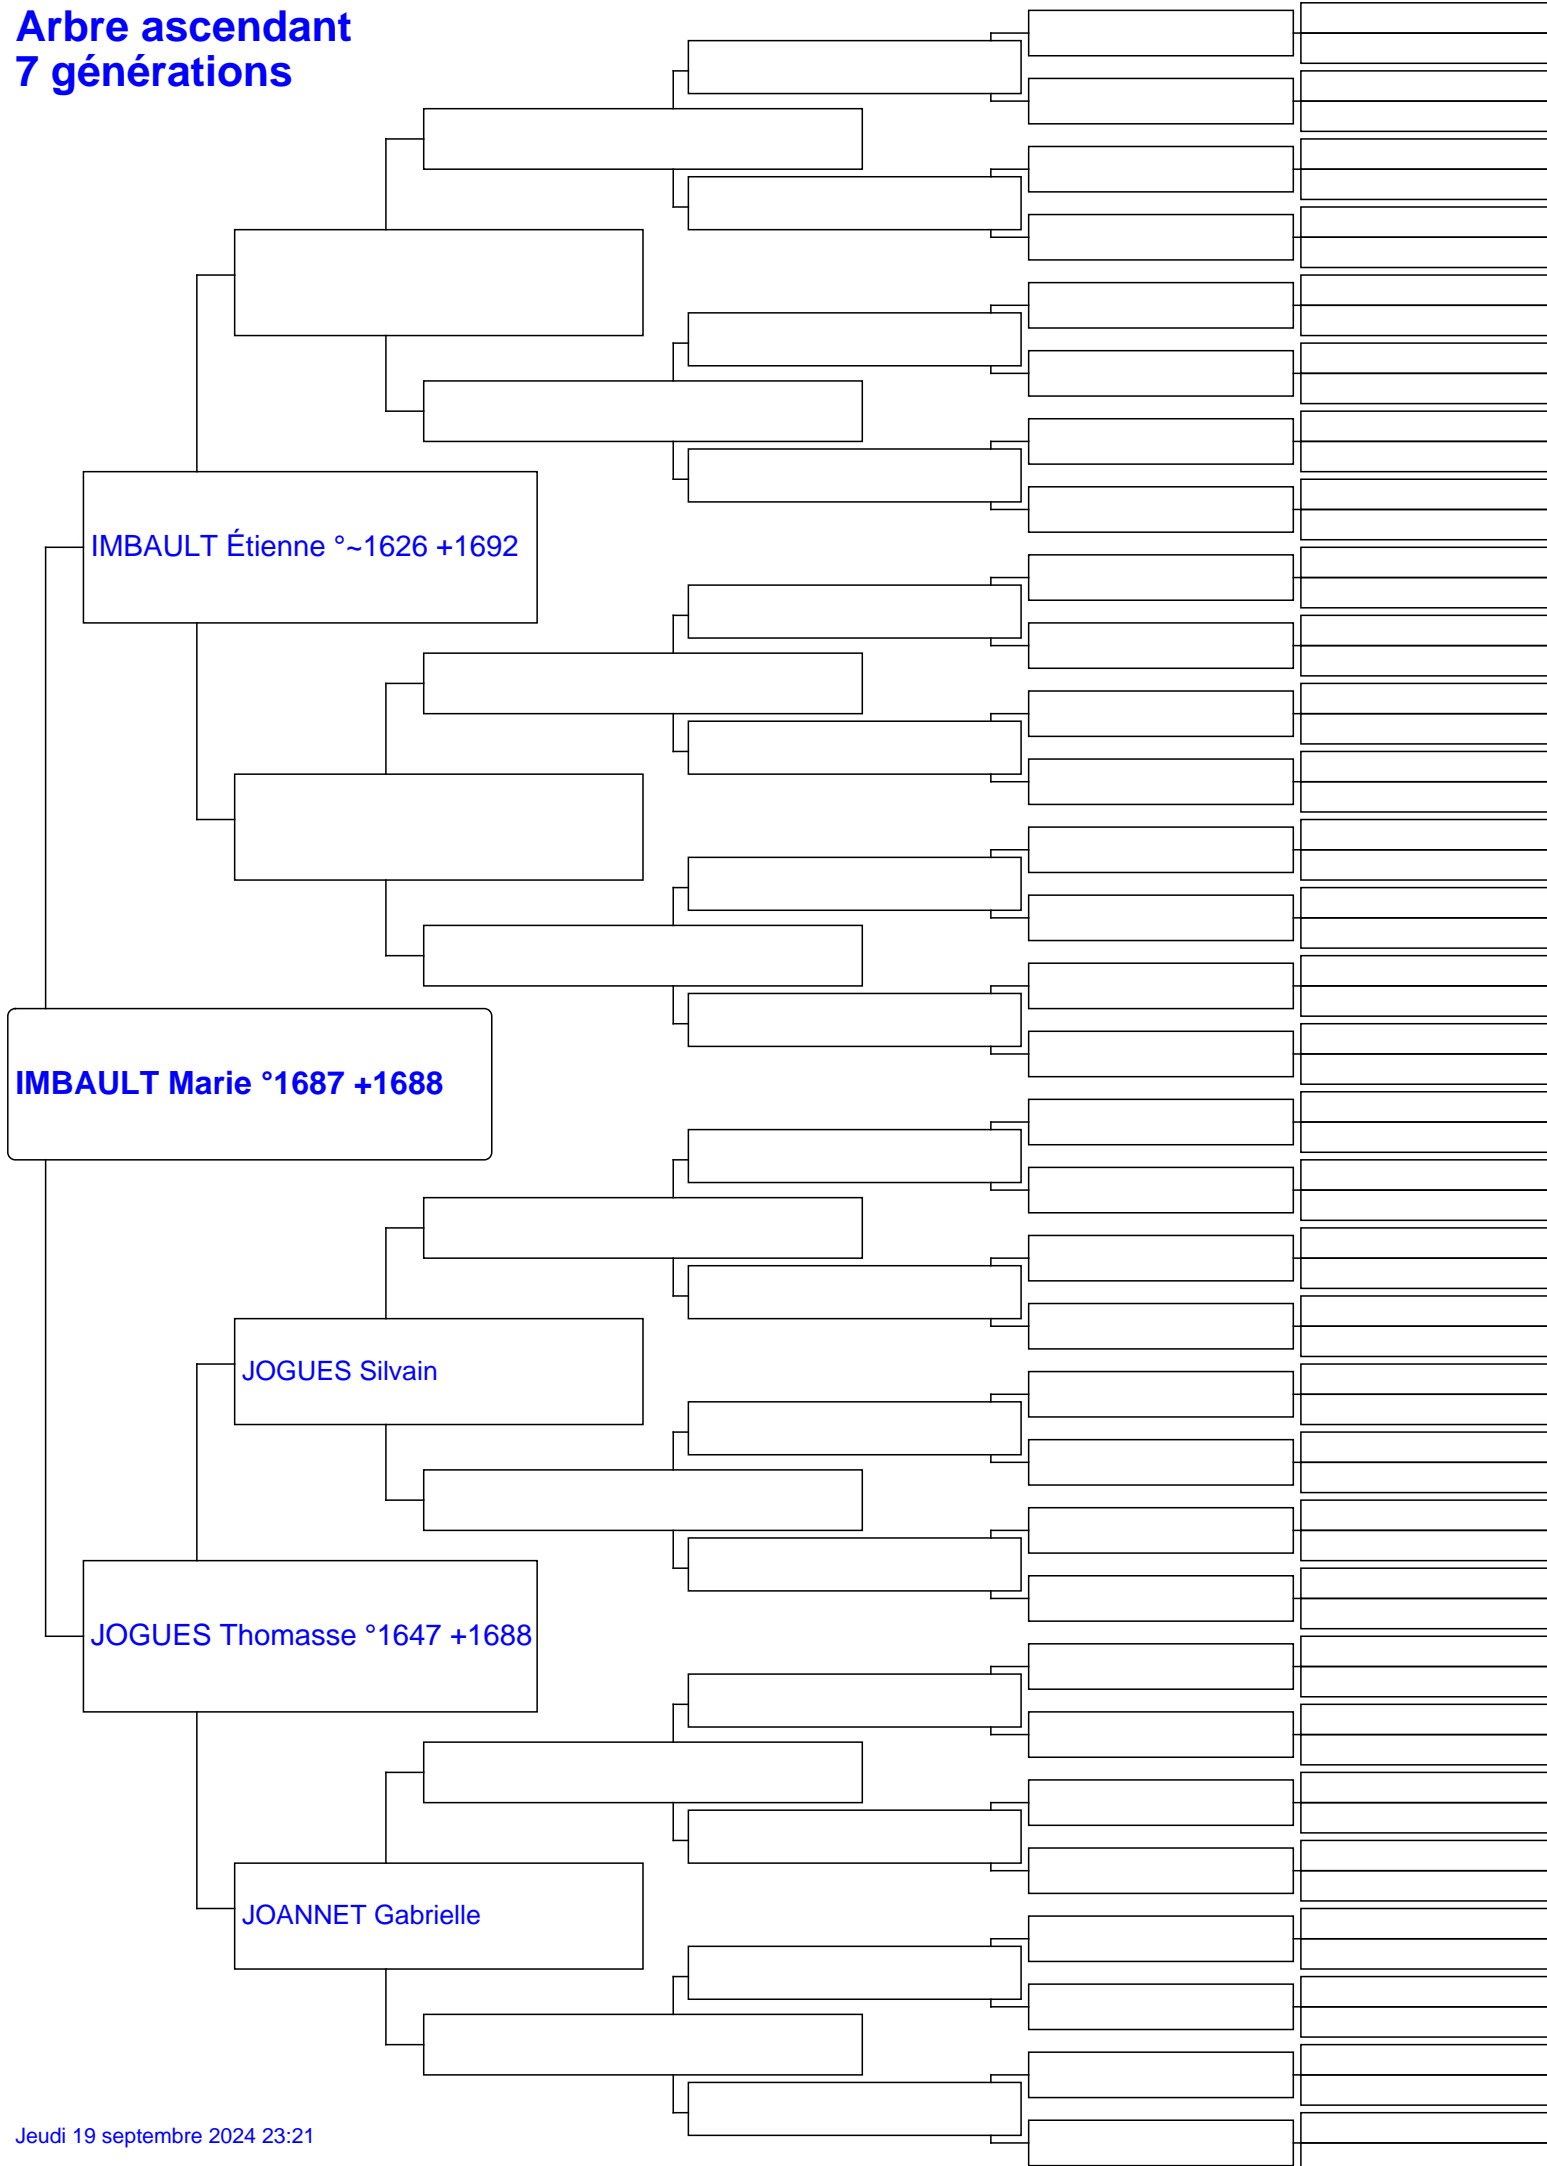 Arbre ascendant
7 générations
IMBAULT Étienne °~1626 +1692
IMBAULT Marie °1687 +1688
JOGUES Silvain
JOGUES Thomasse °1647 +1688
JOANNET Gabrielle
Jeudi 19 septembre 2024 23:21